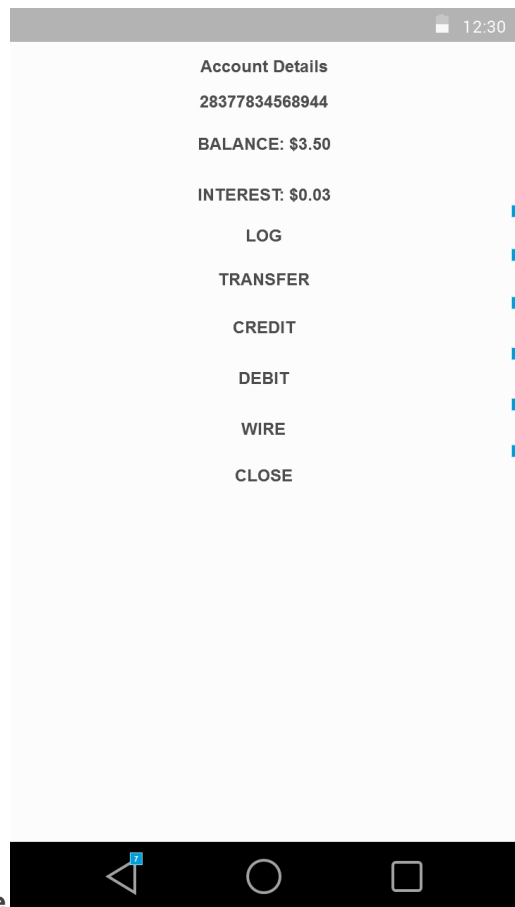 12:30
Account Details
28377834568944
BALANCE: $3.50
INTEREST: $0.03
LOG
TRANSFER
CREDIT
DEBIT
WIRE
CLOSE
7